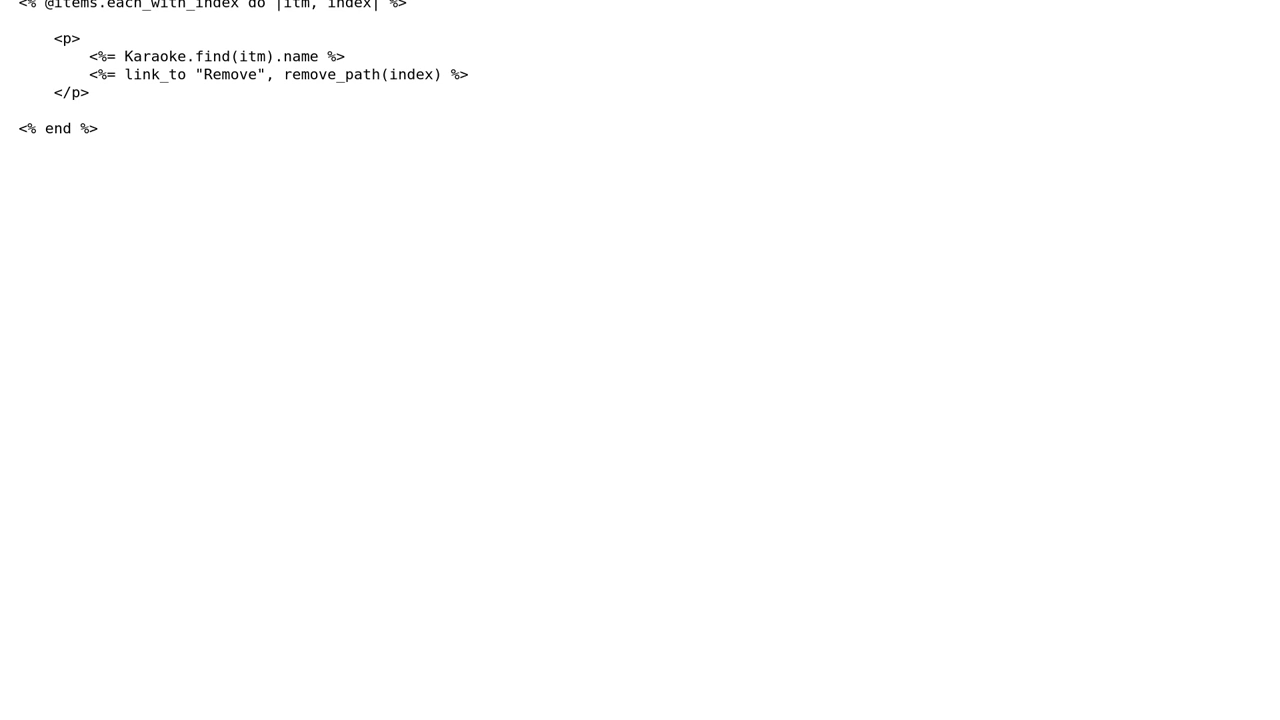 <% @items.each_with_index do |itm, index| %>
<p>
<%= Karaoke.find(itm).name %>
<%= link_to "Remove", remove_path(index) %>
</p>
<% end %>